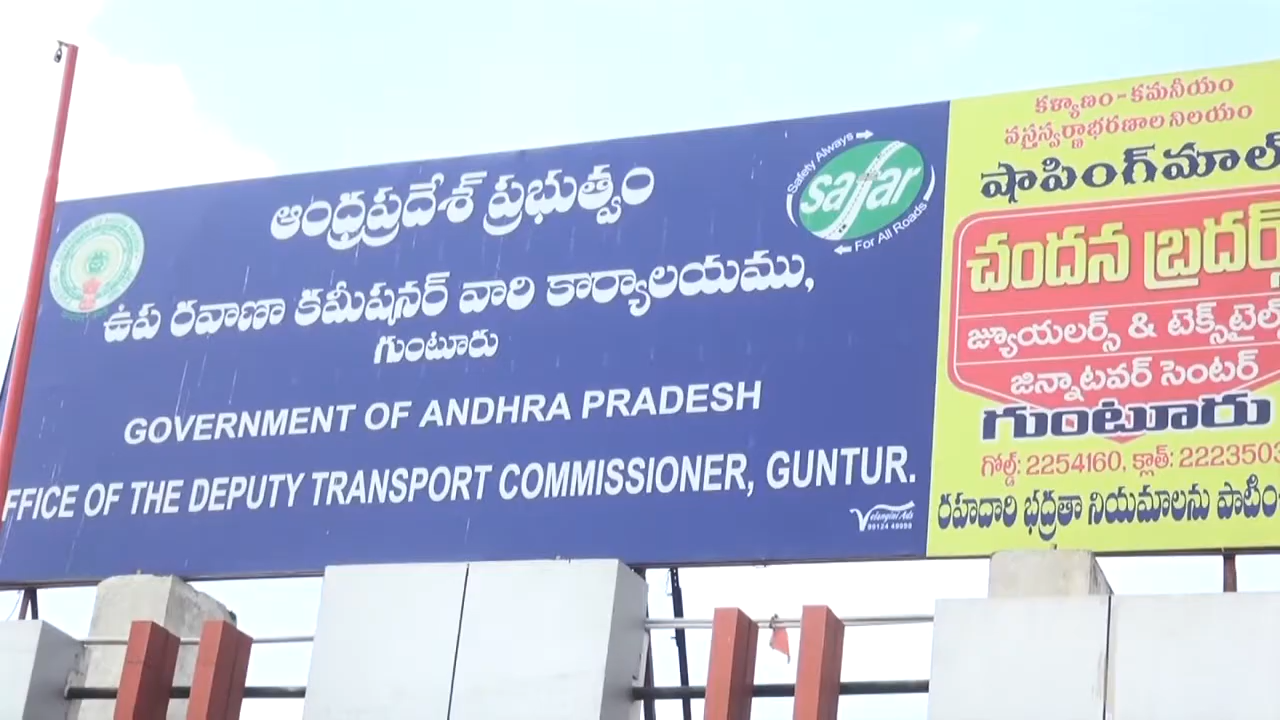 ఆంధ్రప్రదేశ్ ప్రభుత్వం
ఉప రవాణా కమీషనర్ వారి కార్యాలయము,
గుంటూరు
GOVERNMENT OF ANDHRA PRADESH
FFICE OF THE DEPUTY TRANSPORT COMMISSIONER, GUNTUR.
Safety Always
safar
For All Roads
Velangini Ads
కళ్యాణం - కమనీయం
వస్త్రస్వర్ణాభరణాల నిలయం
షాపింగ్‌మాల్
చందన బ్రదర్స్
జ్యూయలర్స్ & టెక్స్‌టైల్స్
జిన్నాటవర్ సెంటర్
గుంటూరు
గోల్డ్: 2254160, క్లాత్: 2223503
రహదారి భద్రతా నియమాలను